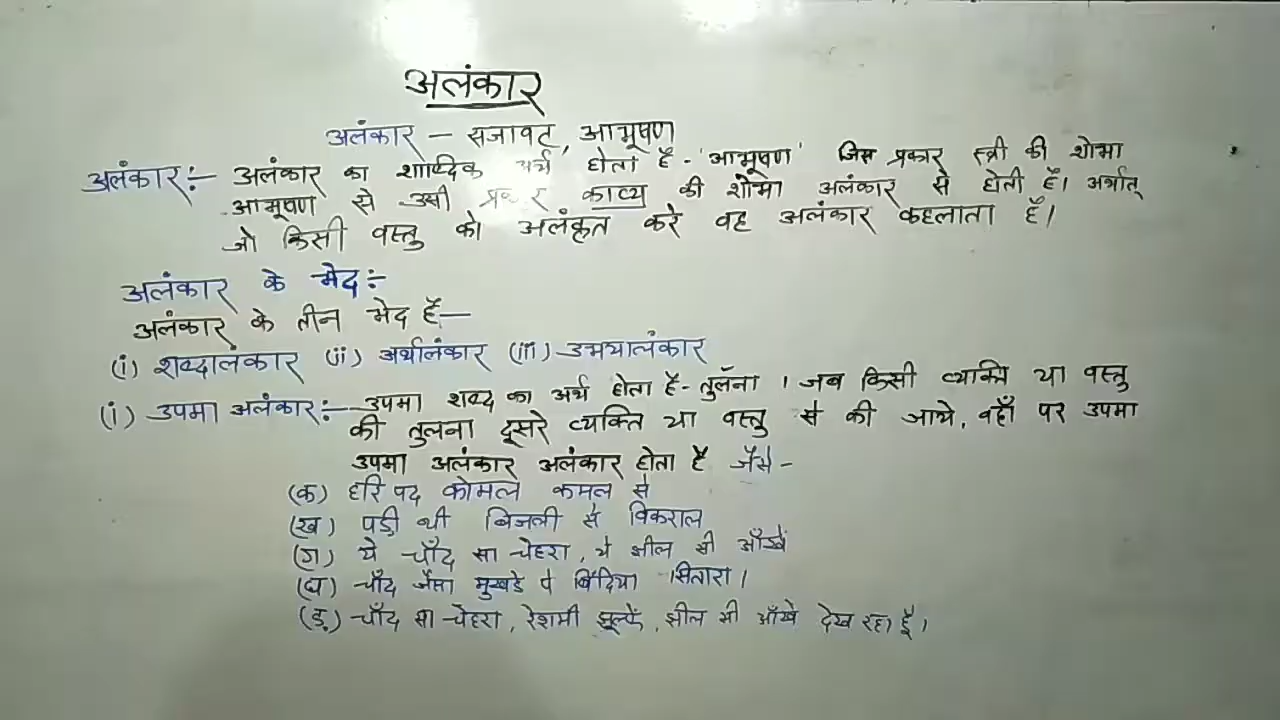 अलंकार
अलंकार – सजावट, आभूषण
अलंकार:- अलंकार का शाब्दिक अर्थ होता है - 'आभूषण' जिस प्रकार स्त्री की शोभा
आभूषण से उसी प्रकार काव्य की शोभा अलंकार से होती है। अर्थात्
जो किसी वस्तु को अलंकृत करे वह अलंकार कहलाता है।
अलंकार के भेद:-
अलंकार के तीन भेद हैं—
(i) शब्दालंकार (ii) अर्थालंकार (iii) उभयालंकार
(i) उपमा अलंकार:- उपमा शब्द का अर्थ होता है - तुलना । जब किसी व्यक्ति या वस्तु
की तुलना दूसरे व्यक्ति या वस्तु से की जाये, वहाँ पर उपमा
उपमा अलंकार अलंकार होता है जैसे -
(क) हरि पद कोमल कमल से
(ख) पड़ी थी बिजली से विकराल
(ग) ये चाँद सा चेहरा, ये झील सी आँखें
(घ) चाँद जैसा मुखड़े पे बिंदिया सितारा।
(ड़) चाँद सा चेहरा, रेशमी झुल्फें, झील सी आँखे देख रहा हूँ।